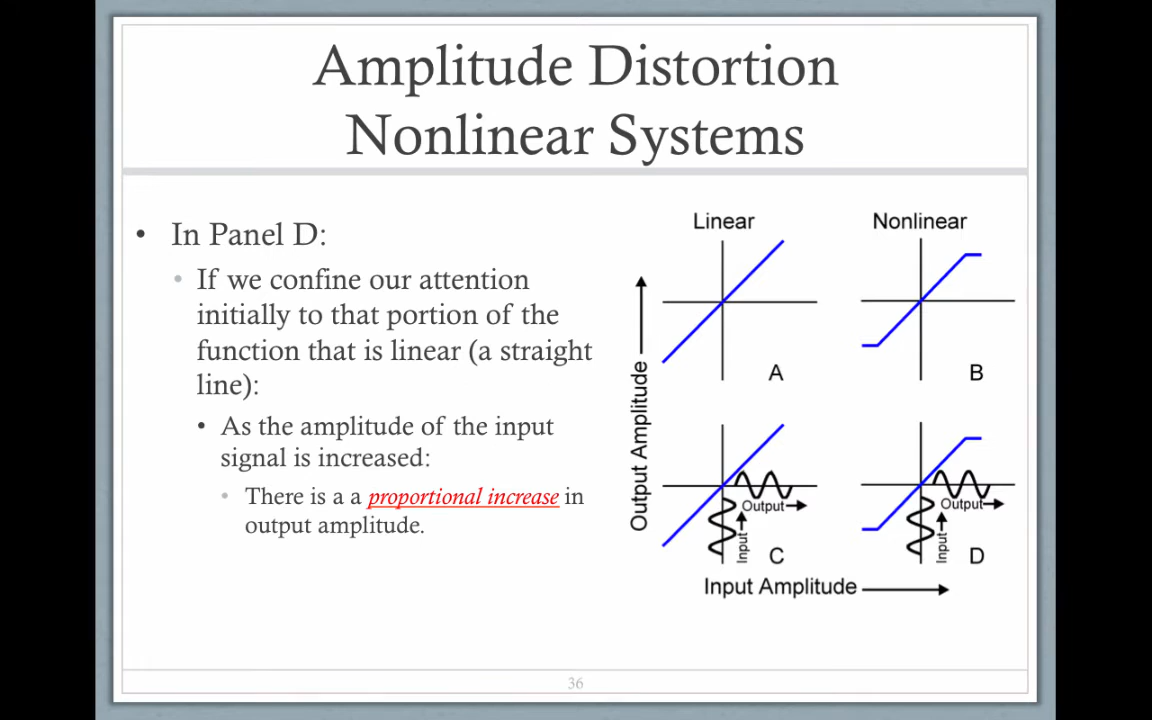 Amplitude Distortion
Nonlinear Systems
• In Panel D:
• If we confine our attention
initially to that portion of the
function that is linear (a straight
line):
• As the amplitude of the input
signal is increased:
• There is a a proportional increase in
output amplitude.
Linear
Nonlinear
Output Amplitude
A
B
Output
Input
C
Output
Input
D
Input Amplitude
36